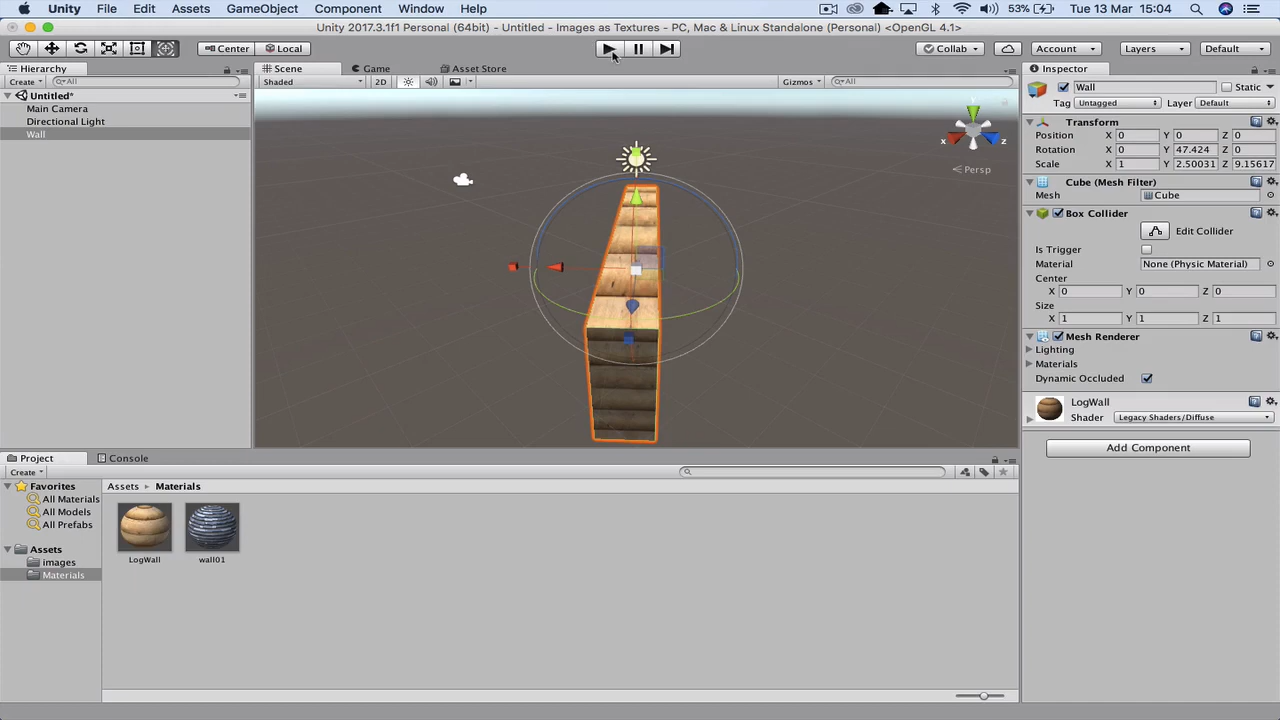 Unity File Edit Assets GameObject Component Window Help 53% Tue 13 Mar 15:04
Unity 2017.3.1f1 Personal (64bit) - Untitled - Images as Textures - PC, Mac & Linux Standalone (Personal) <OpenGL 4.1>
Center Local Collab Account Layers Default
Hierarchy
Create All
Untitled*
Main Camera
Directional Light
Wall
Scene Game Asset Store
Shaded 2D Gizmos All
x z
Persp
Inspector
Wall Static
Tag Untagged Layer Default
Transform
Position X 0 Y 0 Z 0
Rotation X 0 Y 47.424 Z 0
Scale X 1 Y 2.50031 Z 9.15617
Cube (Mesh Filter)
Mesh Cube
Box Collider
Edit Collider
Is Trigger
Material None (Physic Material)
Center
X 0 Y 0 Z 0
Size
X 1 Y 1 Z 1
Mesh Renderer
Lighting
Materials
Dynamic Occluded
LogWall
Shader Legacy Shaders/Diffuse
Add Component
Project Console
Create
Favorites
All Materials
All Models
All Prefabs
Assets
images
Materials
Assets Materials
LogWall wall01